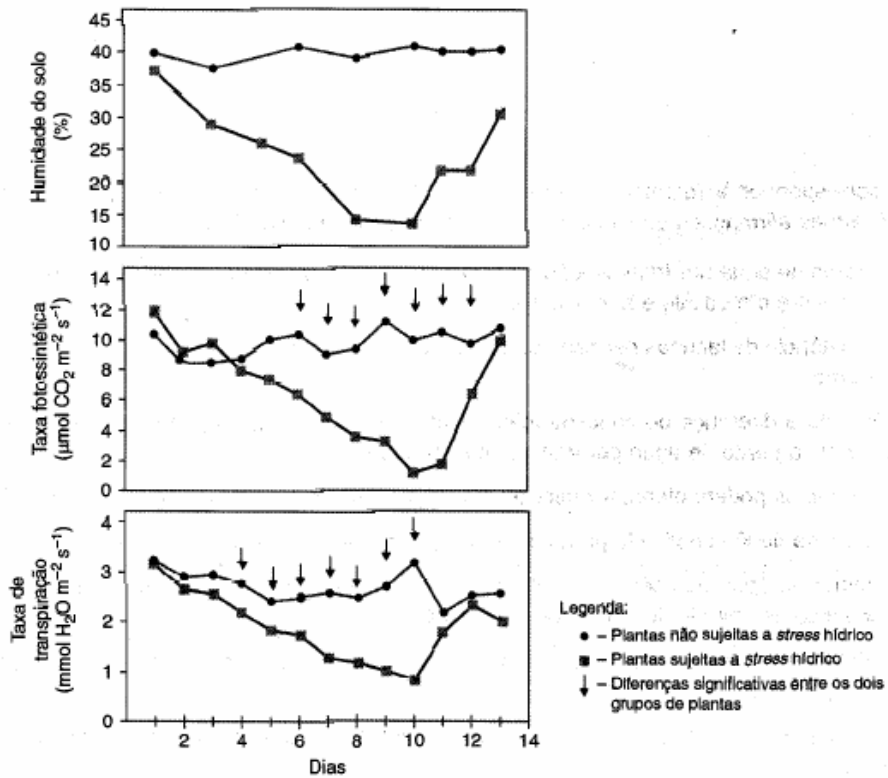 45
40
35
30
25
20
15
10
Humidade do solo
(%)
14
12
10
8
6
4
2
0
Taxa fotossintética
(µmol CO₂ m⁻² s⁻¹)
4
3
2
1
0
Taxa de
transpiração
(mmol H₂O m⁻² s⁻¹)
2 4 6 8 10 12 14
Dias
Legenda:
● – Plantas não sujeitas a stress hídrico
■ – Plantas sujeitas a stress hídrico
↓ – Diferenças significativas entre os dois
grupos de plantas